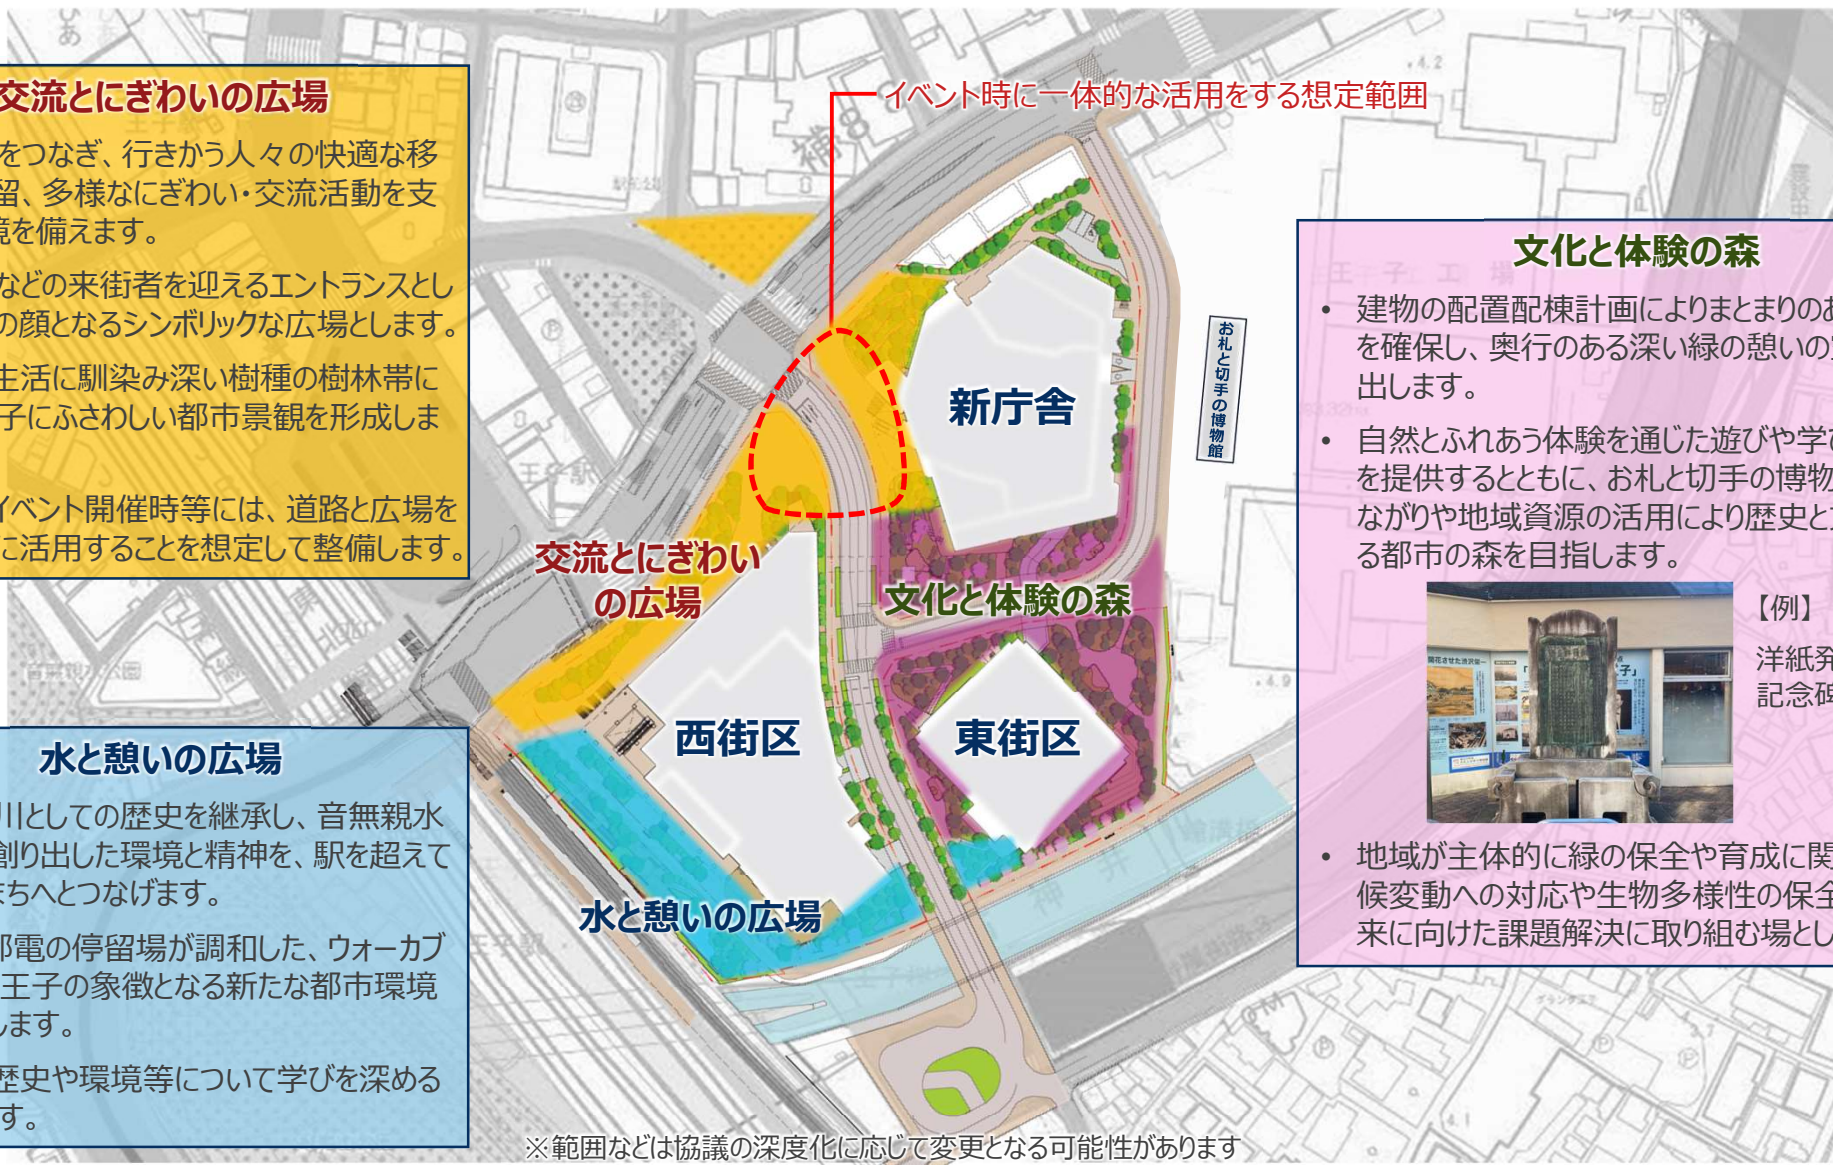 交流とにぎわいの広場
をつなぎ、行きかう人々の快適な移
留、多様なにぎわい・交流活動を支
境を備えます。
などの来街者を迎えるエントランスとし
の顔となるシンボリックな広場とします。
生活に馴染み深い樹種の樹林帯に
子にふさわしい都市景観を形成しま
イベント開催時等には、道路と広場を
に活用することを想定して整備します。
水と憩いの広場
川としての歴史を継承し、音無親水
創り出した環境と精神を、駅を超えて
まちへとつなげます。
都電の停留場が調和した、ウォーカブ
王子の象徴となる新たな都市環境
します。
歴史や環境等について学びを深める
す。
イベント時に一体的な活用をする想定範囲
補8
新庁舎
お札と切手の博物館
交流とにぎわい
の広場
文化と体験の森
西街区
東街区
水と憩いの広場
王子駅
音無親水公園
神井
王子工場
4.2
4.9
4.1
文化と体験の森
• 建物の配置配棟計画によりまとまりのあ
を確保し、奥行のある深い緑の憩いの
出します。
• 自然とふれあう体験を通じた遊びや学び
を提供するとともに、お札と切手の博物
ながりや地域資源の活用により歴史と
る都市の森を目指します。
【例】
洋紙発
記念碑
• 地域が主体的に緑の保全や育成に関
候変動への対応や生物多様性の保全
来に向けた課題解決に取り組む場とし
※範囲などは協議の深度化に応じて変更となる可能性があります